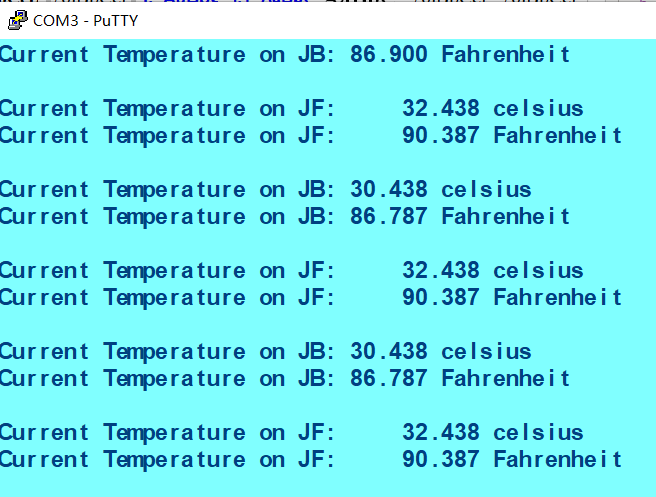 COM3 - PuTTY
Current Temperature on JB: 86.900 Fahrenheit
Current Temperature on JF:     32.438 celsius
Current Temperature on JF:     90.387 Fahrenheit
Current Temperature on JB: 30.438 celsius
Current Temperature on JB: 86.787 Fahrenheit
Current Temperature on JF:     32.438 celsius
Current Temperature on JF:     90.387 Fahrenheit
Current Temperature on JB: 30.438 celsius
Current Temperature on JB: 86.787 Fahrenheit
Current Temperature on JF:     32.438 celsius
Current Temperature on JF:     90.387 Fahrenheit